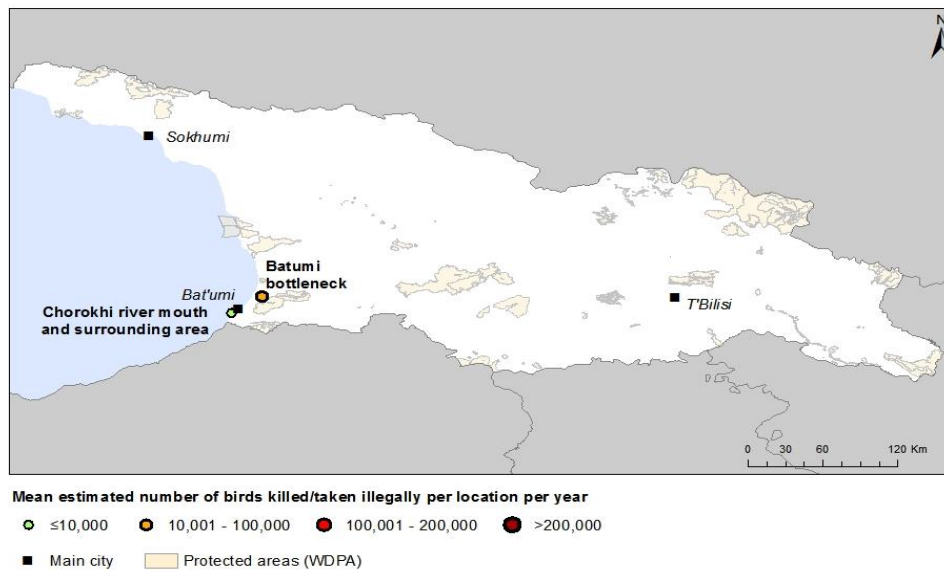 N
Sokhumi
Batumi
bottleneck
Bat'umi
Chorokhi river mouth
and surrounding area
T'Bilisi
0 30 60 120 Km
Mean estimated number of birds killed/taken illegally per location per year
≤10,000 10,001 - 100,000 100,001 - 200,000 >200,000
Main city Protected areas (WDPA)